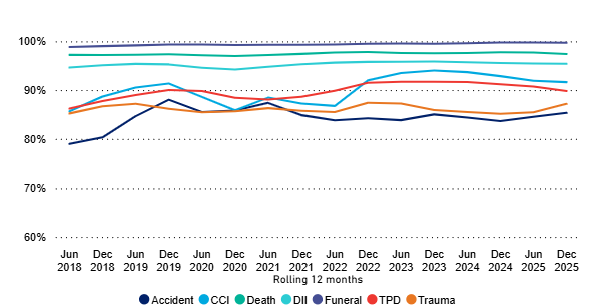 100%
90%
80%
70%
60%
Jun Dec Jun Dec Jun Dec Jun Dec Jun Dec Jun Dec Jun Dec Jun Dec
2018 2018 2019 2019 2020 2020 2021 2021 2022 2022 2023 2023 2024 2024 2025 2025
Rolling 12 months
Accident CCI Death DII Funeral TPD Trauma